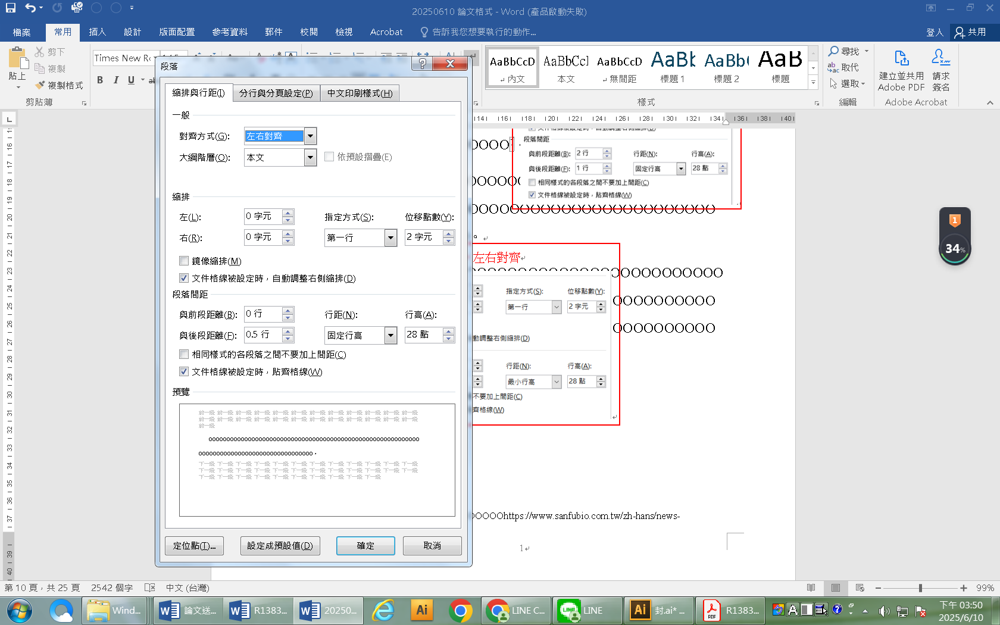 20250610 論文格式 - Word (產品啟動失敗)
檔案 常用 插入 設計 版面配置 參考資料 郵件 校閱 檢視 Acrobat 告訴我您想要執行的動作... 登入 共用
貼上
剪下
複製
複製格式
剪貼簿
Times New Ro
B I U
AaBbCcD AaBbCcI AaBbCcD AaBb AaBb AaB
內文 本文 無間距 標題 1 標題 2 標題
樣式
尋找
取代
選取
編輯
建立並共用 Adobe PDF
請求簽名
Adobe Acrobat
段落
縮排與行距(I) 分行與分頁設定(P) 中文印刷樣式(H)
一般
對齊方式(G): 左右對齊
大綱階層(O): 本文 依預設摺疊(E)
縮排
左(L): 0 字元 指定方式(S): 位移點數(Y):
右(R): 0 字元 第一行 2 字元
鏡像縮排(M)
文件格線被設定時，自動調整右側縮排(D)
段落間距
與前段距離(B): 0 行 行距(N): 行高(A):
與後段距離(F): 0.5 行 固定行高 28 點
相同樣式的各段落之間不要加上間距(C)
文件格線被設定時，貼齊格線(W)
預覽
定位點(T)... 設定成預設值(D) 確定 取消
段落間距
與前段距離(B): 2 行 行距(N): 行高(A):
與後段距離(F): 1 行 固定行高 28 點
相同樣式的各段落之間不要加上間距(C)
文件格線被設定時，貼齊格線(W)
左右對齊
指定方式(S): 位移點數(Y):
第一行 2 字元
動調整右側縮排(D)
行距(N): 行高(A):
最小行高 28 點
不要加上間距(C)
齊格線(W)
OOOOhttps://www.sanfubio.com.tw/zh-hans/news-
1
1
34%
第 10 頁，共 25 頁 2542 個字 中文 (台灣) 99%
Wind... 論文送... R1383... 20250... LINE C... LINE 封.ai* ... R1383...
下午 03:50
2025/6/10